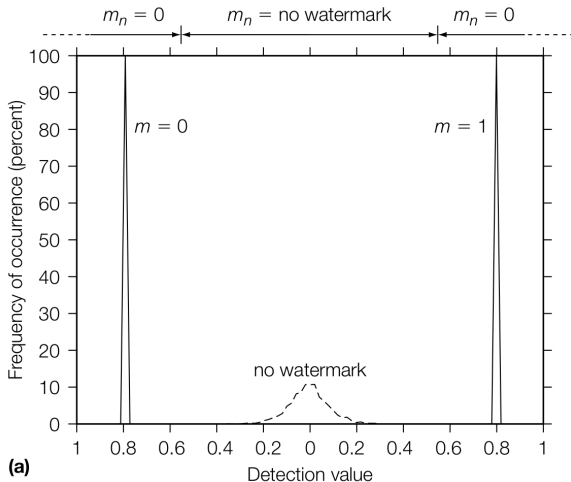 m_n = 0 m_n = no watermark m_n = 0
100
90
80
70
60
50
40
30
20
10
0
Frequency of occurrence (percent)
m = 0
m = 1
no watermark
1 0.8 0.6 0.4 0.2 0 0.2 0.4 0.6 0.8 1
Detection value
(a)